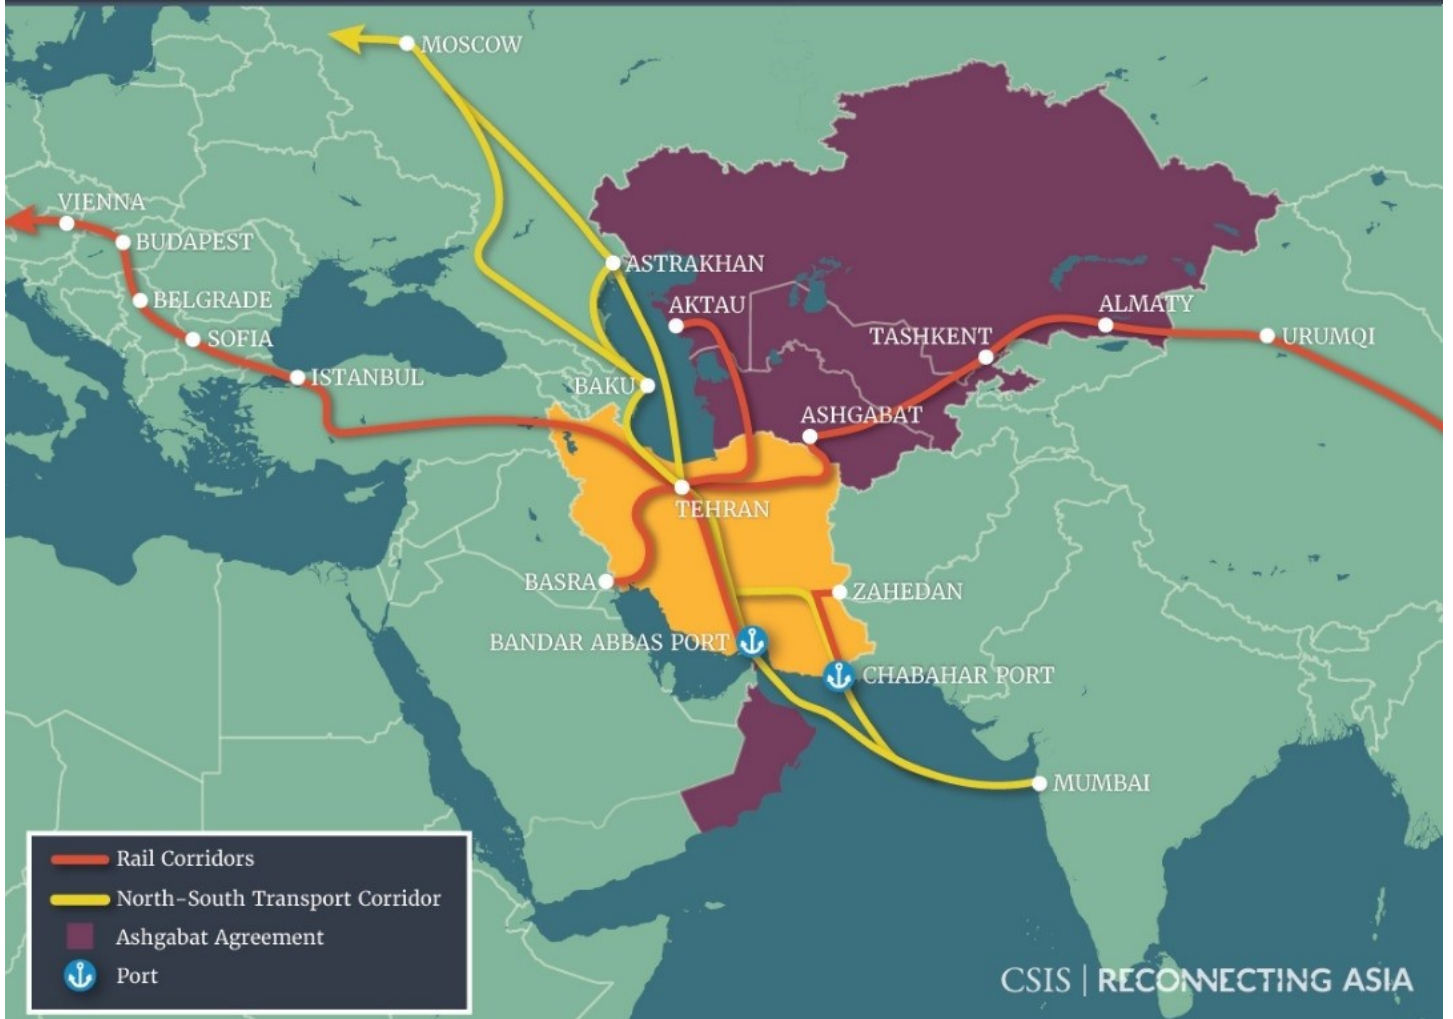 MOSCOW
VIENNA
BUDAPEST
ASTRAKHAN
BELGRADE
AKTAU
ALMATY
SOFIA
TASHKENT
URUMQI
ISTANBUL
BAKU
ASHGABAT
TEHRAN
BASRA
ZAHEDAN
BANDAR ABBAS PORT
CHABAHAR PORT
MUMBAI
Rail Corridors
North-South Transport Corridor
Ashgabat Agreement
Port
CSIS | RECONNECTING ASIA